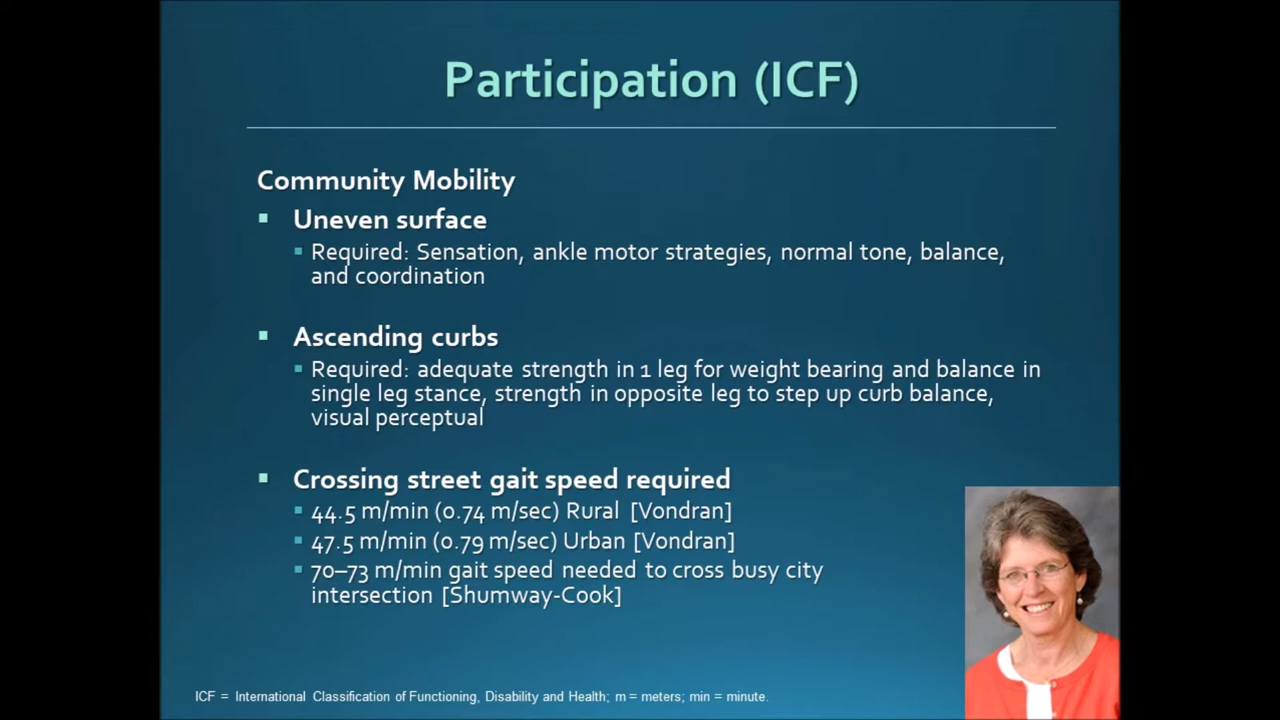 Participation (ICF)
Community Mobility
▪ Uneven surface
▪ Required: Sensation, ankle motor strategies, normal tone, balance,
and coordination
▪ Ascending curbs
▪ Required: adequate strength in 1 leg for weight bearing and balance in
single leg stance, strength in opposite leg to step up curb balance,
visual perceptual
▪ Crossing street gait speed required
▪ 44.5 m/min (0.74 m/sec) Rural [Vondran]
▪ 47.5 m/min (0.79 m/sec) Urban [Vondran]
▪ 70–73 m/min gait speed needed to cross busy city
intersection [Shumway-Cook]
ICF = International Classification of Functioning, Disability and Health; m = meters; min = minute.